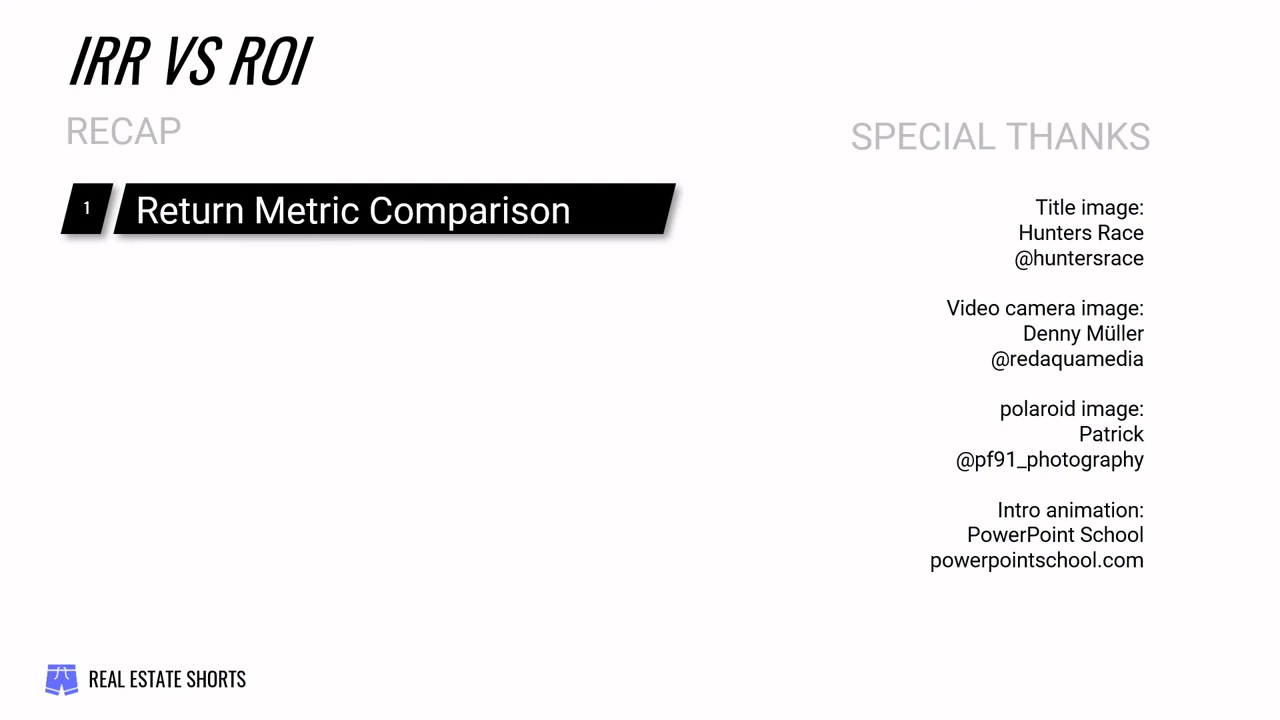 IRR VS ROI
RECAP
1
Return Metric Comparison
SPECIAL THANKS
Title image:
Hunters Race
@huntersrace
Video camera image:
Denny Müller
@redaquamedia
polaroid image:
Patrick
@pf91_photography
Intro animation:
PowerPoint School
powerpointschool.com
REAL ESTATE SHORTS